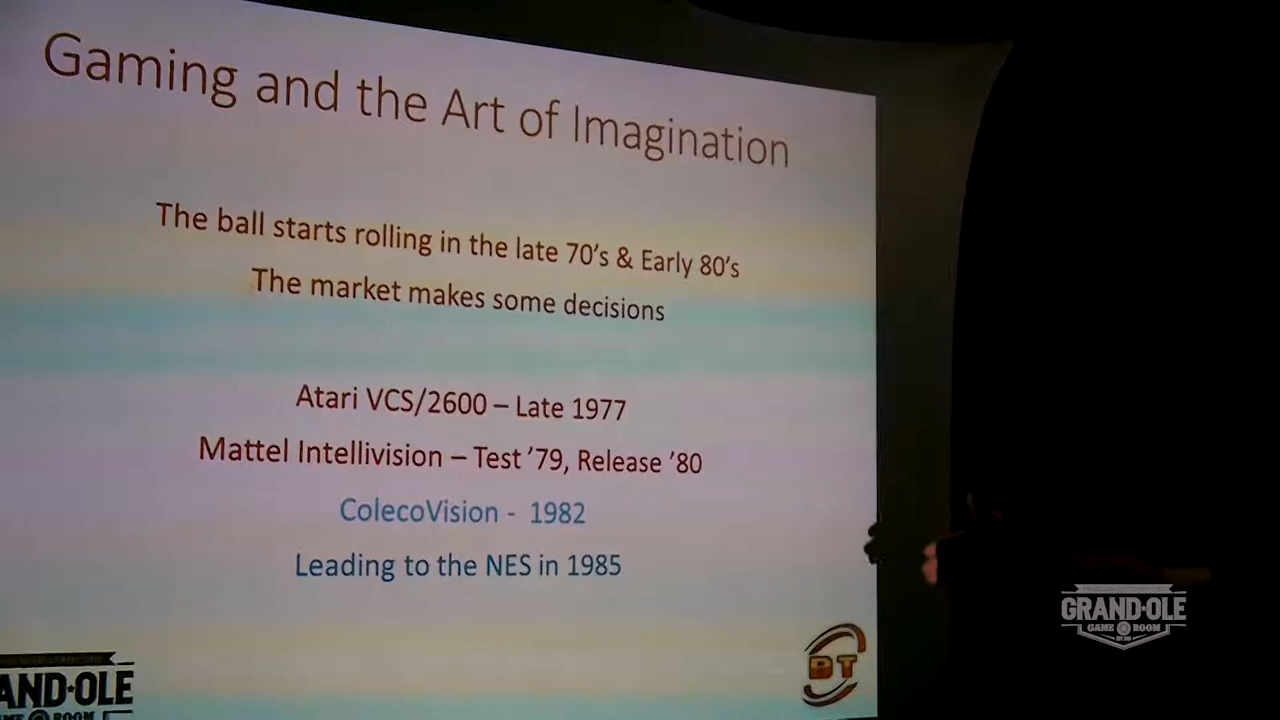 Gaming and the Art of Imagination
The ball starts rolling in the late 70's & Early 80's
The market makes some decisions
Atari VCS/2600 – Late 1977
Mattel Intellivision – Test '79, Release '80
ColecoVision - 1982
Leading to the NES in 1985
BT
GRAND★OLE
GAME ROOM
AND★OLE
ROOM